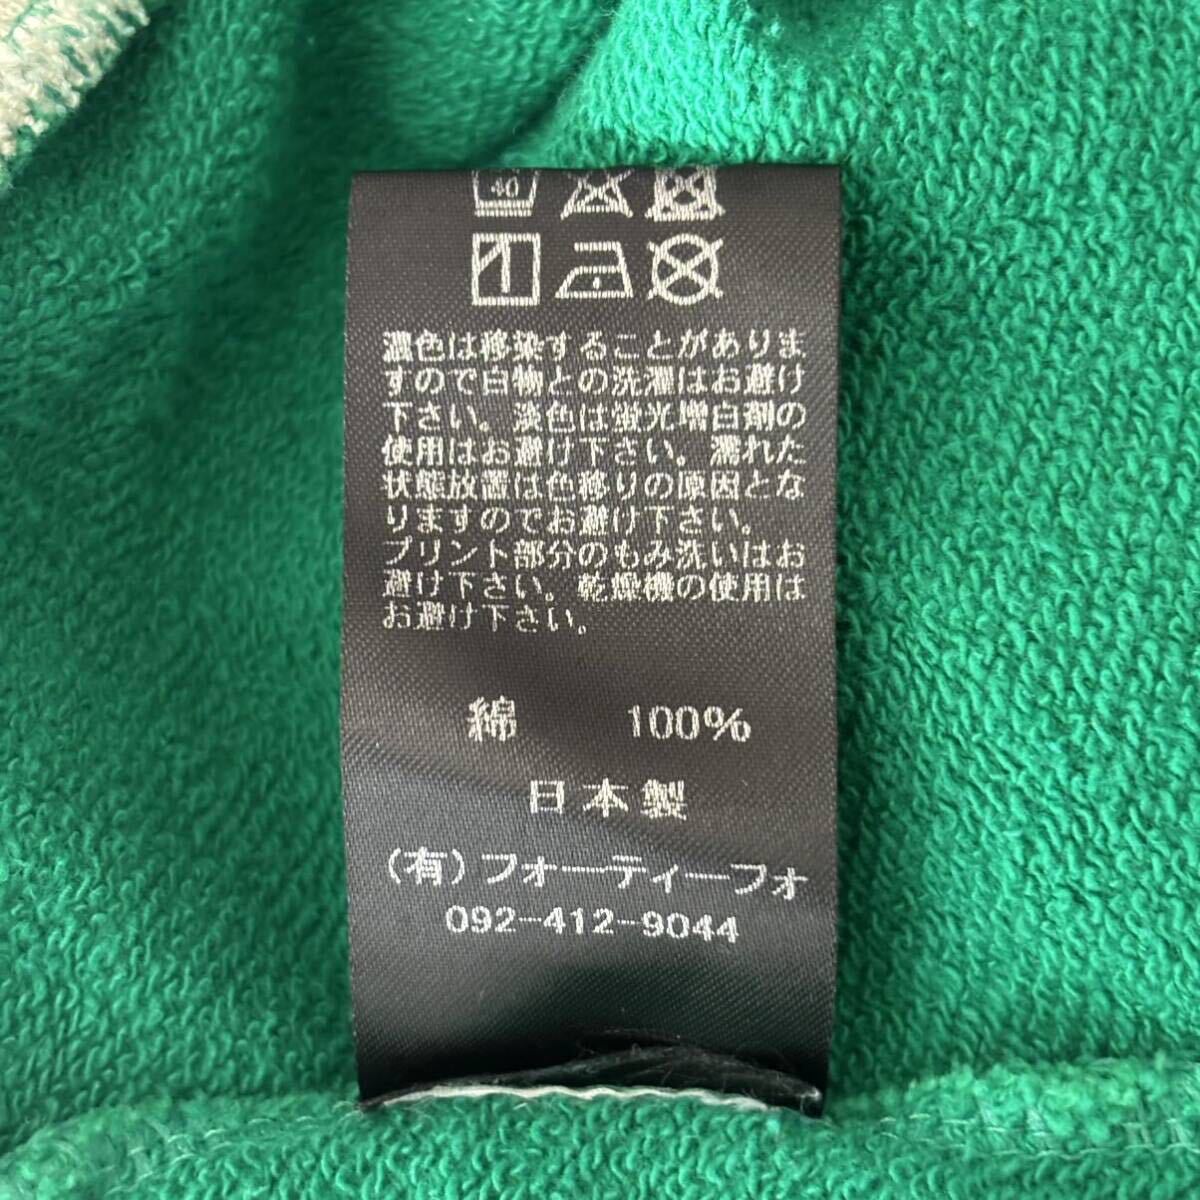 40
濃色は移染することがありま
すので白物との洗濯はお避け
下さい。淡色は蛍光増白剤の
使用はお避け下さい。濡れた
状態放置は色移りの原因とな
りますのでお避け下さい。
プリント部分のもみ洗いはお
避け下さい。乾燥機の使用は
お避け下さい。
綿 100%
日本製
(有)フォーティーフォ
092-412-9044